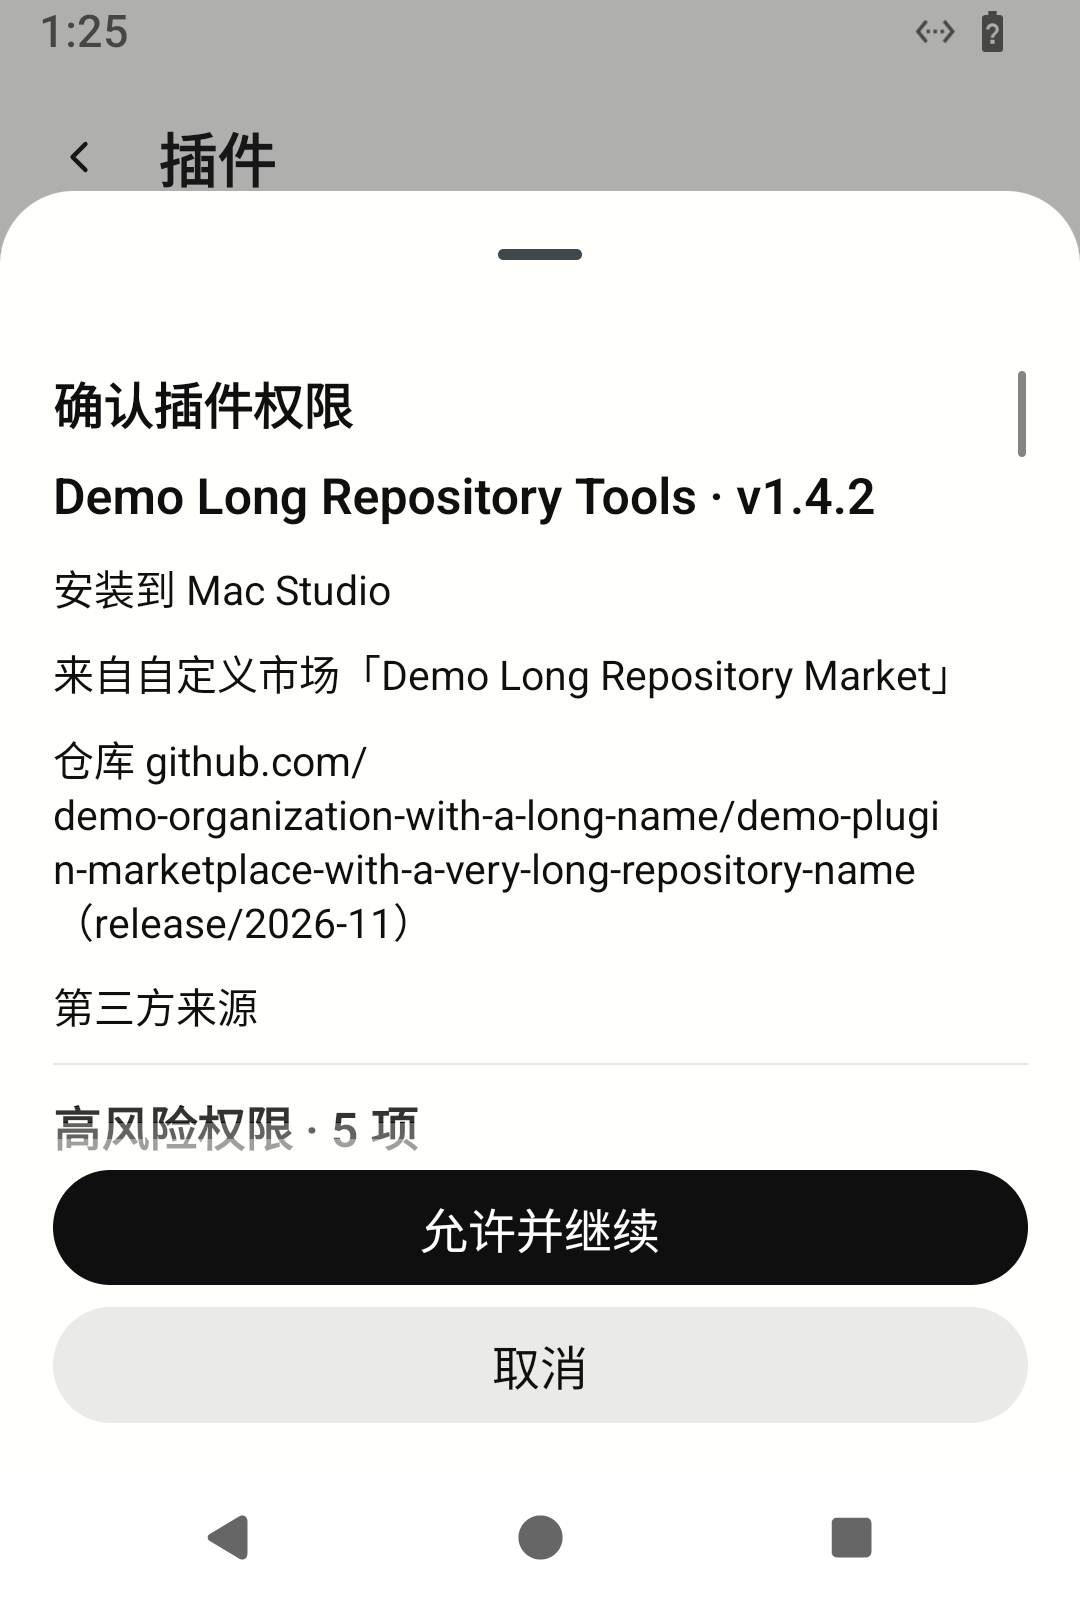 1:25
插件
确认插件权限
Demo Long Repository Tools · v1.4.2
安装到 Mac Studio
来自自定义市场「Demo Long Repository Market」
仓库 github.com/
demo-organization-with-a-long-name/demo-plugi
n-marketplace-with-a-very-long-repository-name
（release/2026-11）
第三方来源
高风险权限 · 5 项
允许并继续
取消